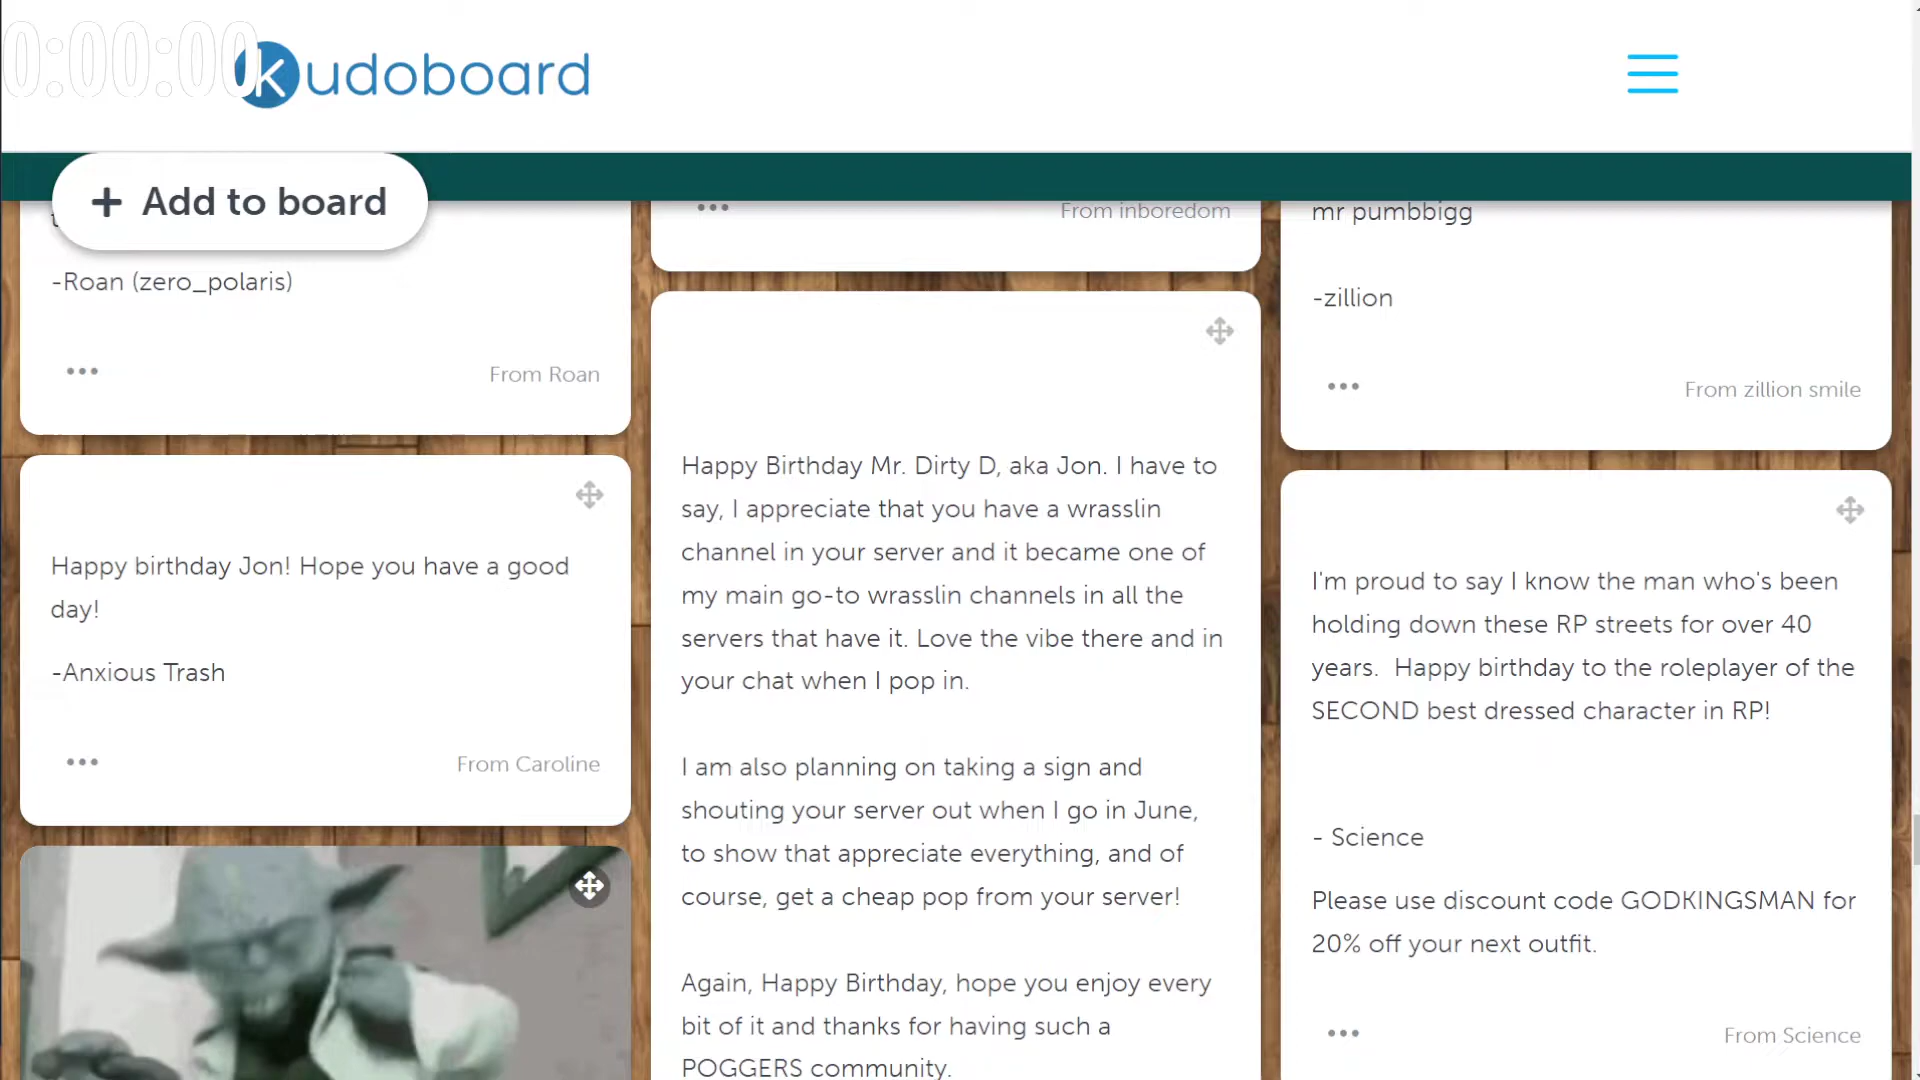 0:00:00
kudoboard
+ Add to board
-Roan (zero_polaris)
From Roan
Happy birthday Jon! Hope you have a good
day!
-Anxious Trash
From Caroline
From inboredom
Happy Birthday Mr. Dirty D, aka Jon. I have to
say, I appreciate that you have a wrasslin
channel in your server and it became one of
my main go-to wrasslin channels in all the
servers that have it. Love the vibe there and in
your chat when I pop in.
I am also planning on taking a sign and
shouting your server out when I go in June,
to show that appreciate everything, and of
course, get a cheap pop from your server!
Again, Happy Birthday, hope you enjoy every
bit of it and thanks for having such a
POGGERS community.
mr pumbbigg
-zillion
From zillion smile
I'm proud to say I know the man who's been
holding down these RP streets for over 40
years.  Happy birthday to the roleplayer of the
SECOND best dressed character in RP!
- Science
Please use discount code GODKINGSMAN for
20% off your next outfit.
From Science